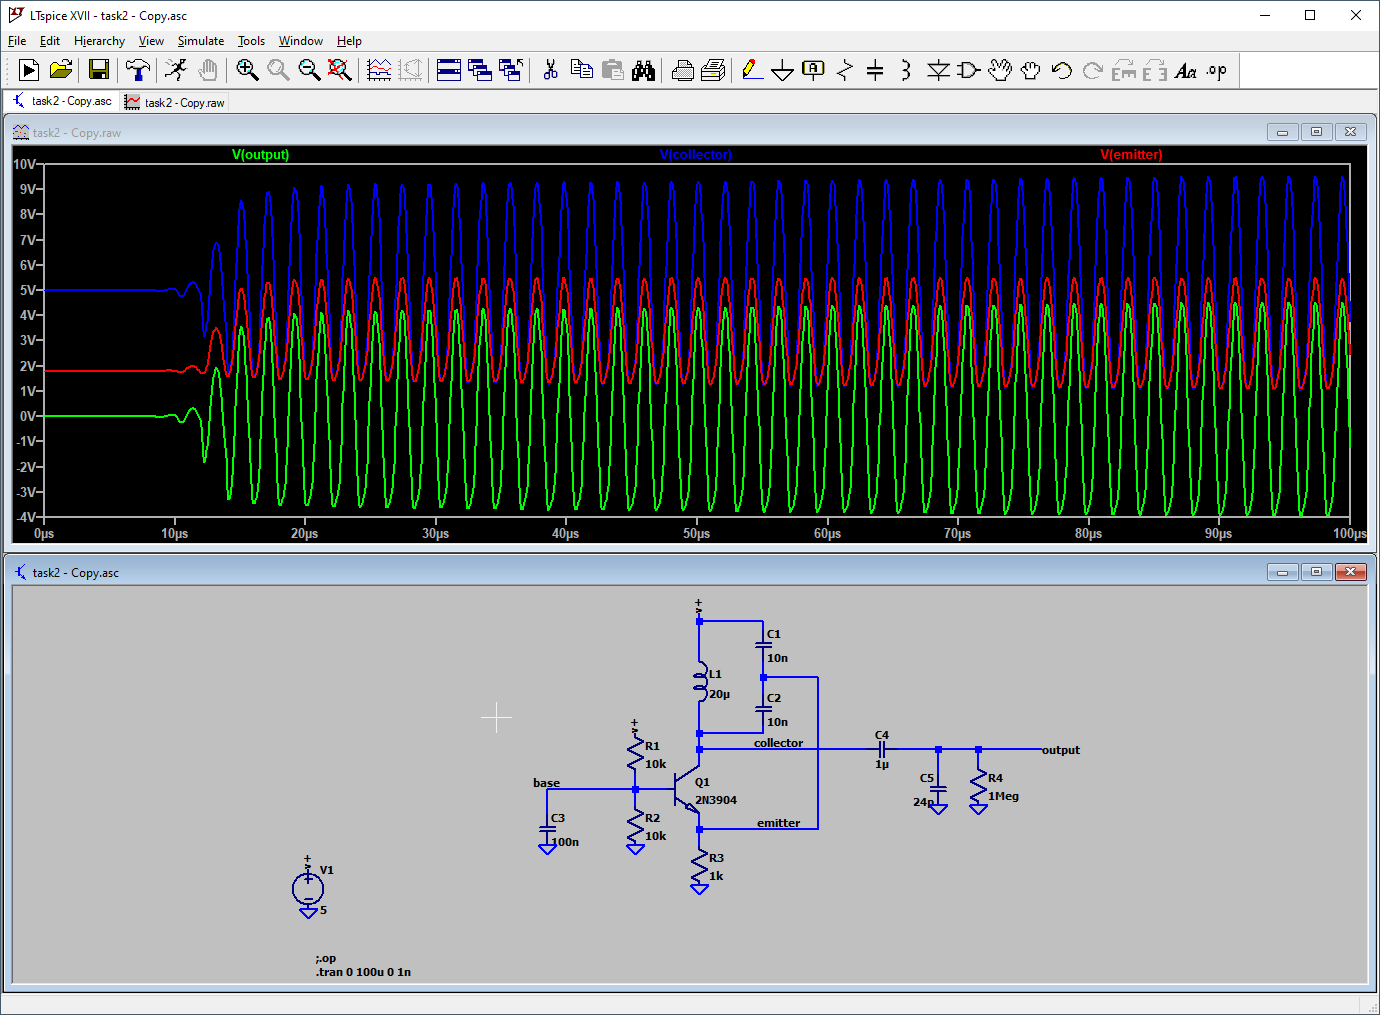 LTspice XVII - task2 - Copy.asc
File Edit Hierarchy View Simulate Tools Window Help
A Aa .op
task2 - Copy.asc task2 - Copy.raw
task2 - Copy.raw
V(output) V(collector) V(emitter)
10V
9V
8V
7V
6V
5V
4V
3V
2V
1V
0V
-1V
-2V
-3V
-4V
0µs 10µs 20µs 30µs 40µs 50µs 60µs 70µs 80µs 90µs 100µs
task2 - Copy.asc
C1
10n
L1
20µ
C2
10n
R1
10k
collector
C4
1µ
output
base
Q1
2N3904
C5
24p
R4
1Meg
C3
100n
R2
10k
emitter
R3
1k
V1
5
;.op
.tran 0 100u 0 1n